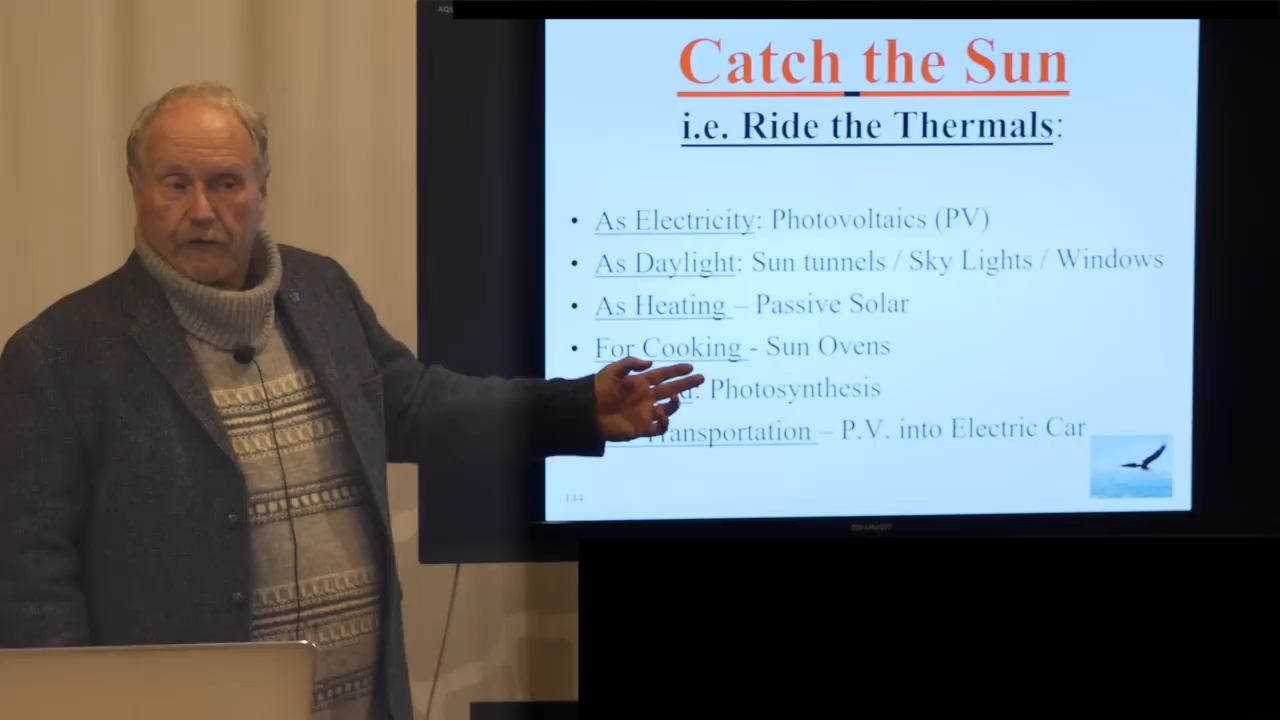 Catch the Sun
i.e. Ride the Thermals:
• As Electricity: Photovoltaics (PV)
• As Daylight: Sun tunnels / Sky Lights / Windows
• As Heating – Passive Solar
• For Cooking - Sun Ovens
Photosynthesis
Transportation – P.V. into Electric Car
144
SHARP